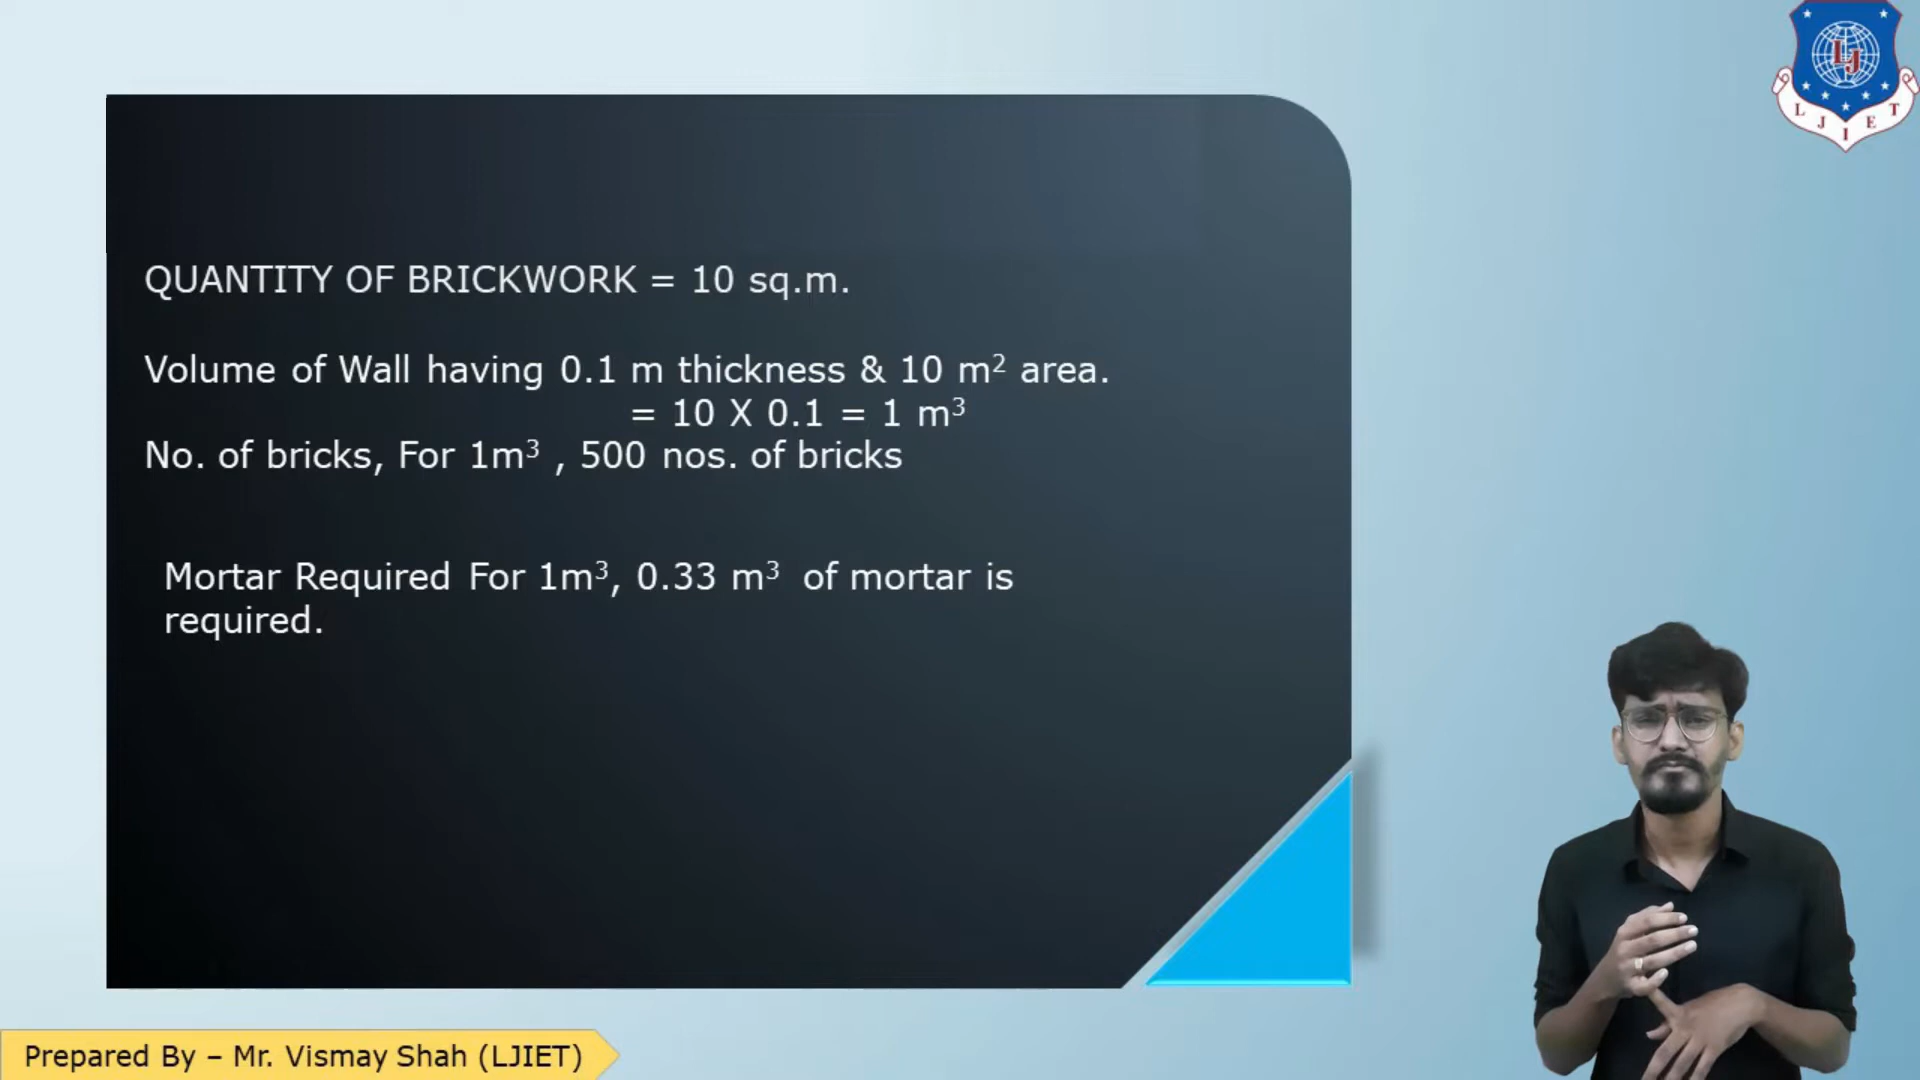 QUANTITY OF BRICKWORK = 10 sq.m.
Volume of Wall having 0.1 m thickness & 10 m² area.
= 10 X 0.1 = 1 m³
No. of bricks, For 1m³ , 500 nos. of bricks
Mortar Required For 1m³, 0.33 m³ of mortar is
required.
LJ
L J I E T
Prepared By – Mr. Vismay Shah (LJIET)